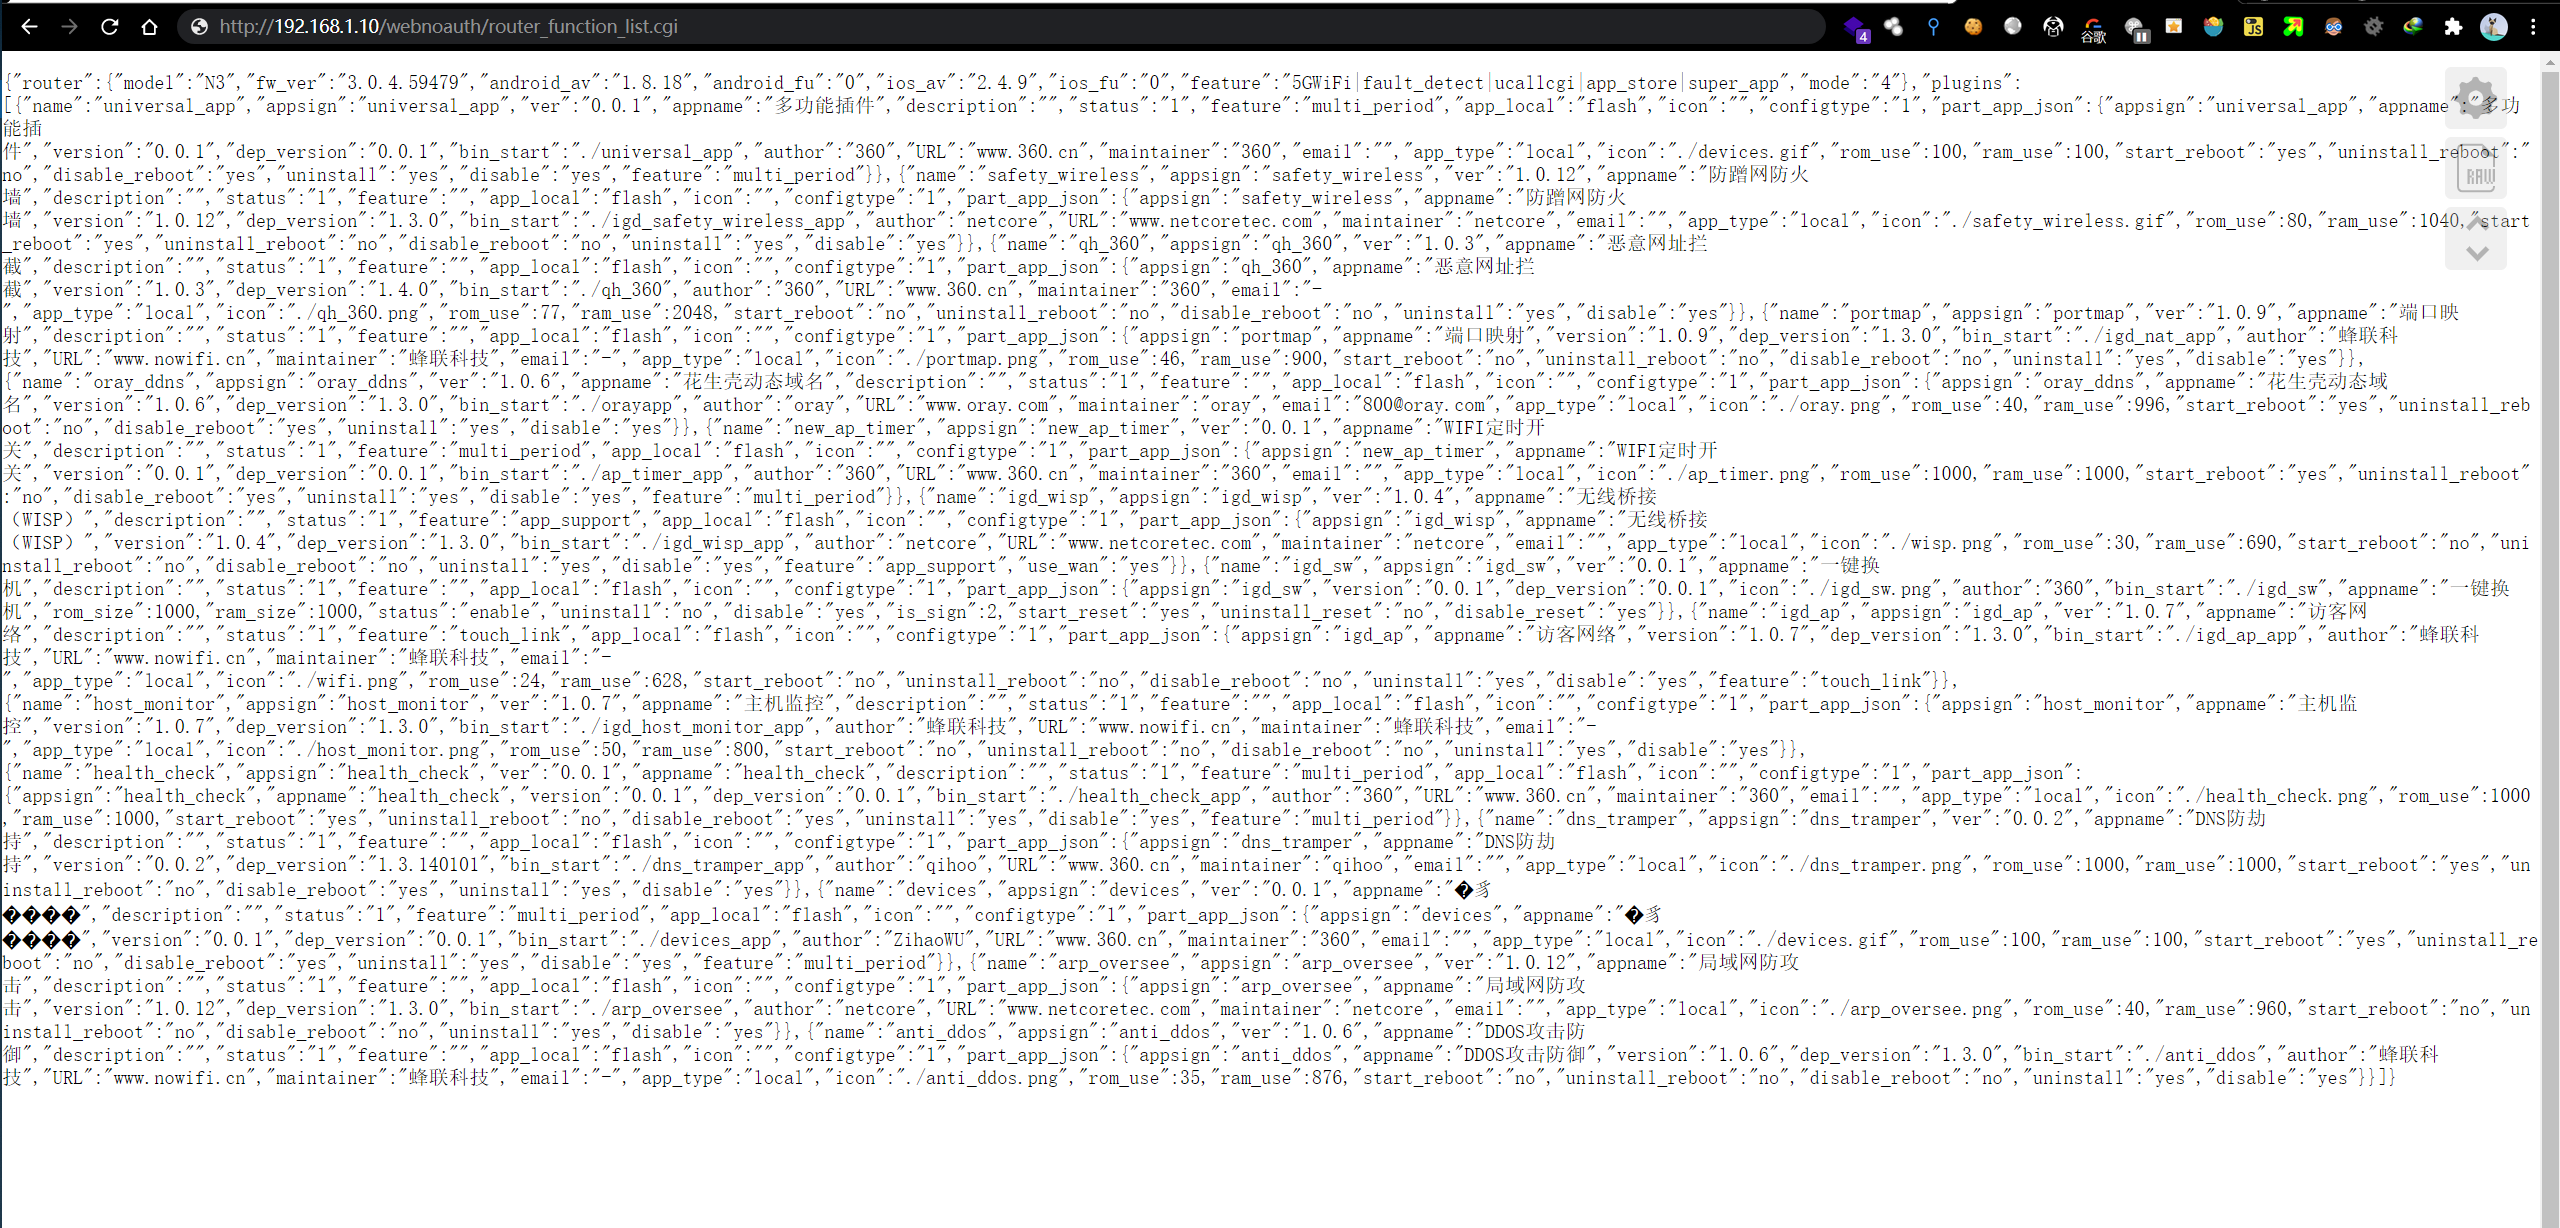 http://192.168.1.10/webnoauth/router_function_list.cgi
4
谷歌
JS
{"router":{"model":"N3","fw_ver":"3.0.4.59479","android_av":"1.8.18","android_fu":"0","ios_av":"2.4.9","ios_fu":"0","feature":"5GWiFi|fault_detect|ucallcgi|app_store|super_app","mode":"4"},"plugins":
[{"name":"universal_app","appsign":"universal_app","ver":"0.0.1","appname":"多功能插件","description":"","status":"1","feature":"multi_period","app_local":"flash","icon":"","configtype":"1","part_app_json":{"appsign":"universal_app","appname":"多功
能插
件","version":"0.0.1","dep_version":"0.0.1","bin_start":"./universal_app","author":"360","URL":"www.360.cn","maintainer":"360","email":"","app_type":"local","icon":"./devices.gif","rom_use":100,"ram_use":100,"start_reboot":"yes","uninstall_reboot":"
no","disable_reboot":"yes","uninstall":"yes","disable":"yes","feature":"multi_period"}},{"name":"safety_wireless","appsign":"safety_wireless","ver":"1.0.12","appname":"防蹭网防火
墙","description":"","status":"1","feature":"","app_local":"flash","icon":"","configtype":"1","part_app_json":{"appsign":"safety_wireless","appname":"防蹭网防火
墙","version":"1.0.12","dep_version":"1.3.0","bin_start":"./igd_safety_wireless_app","author":"netcore","URL":"www.netcoretec.com","maintainer":"netcore","email":"","app_type":"local","icon":"./safety_wireless.gif","rom_use":80,"ram_use":1040,"start
_reboot":"yes","uninstall_reboot":"no","disable_reboot":"no","uninstall":"yes","disable":"yes"}},{"name":"qh_360","appsign":"qh_360","ver":"1.0.3","appname":"恶意网址拦
截","description":"","status":"1","feature":"","app_local":"flash","icon":"","configtype":"1","part_app_json":{"appsign":"qh_360","appname":"恶意网址拦
截","version":"1.0.3","dep_version":"1.4.0","bin_start":"./qh_360","author":"360","URL":"www.360.cn","maintainer":"360","email":"-
","app_type":"local","icon":"./qh_360.png","rom_use":77,"ram_use":2048,"start_reboot":"no","uninstall_reboot":"no","disable_reboot":"no","uninstall":"yes","disable":"yes"}},{"name":"portmap","appsign":"portmap","ver":"1.0.9","appname":"端口映
射","description":"","status":"1","feature":"","app_local":"flash","icon":"","configtype":"1","part_app_json":{"appsign":"portmap","appname":"端口映射","version":"1.0.9","dep_version":"1.3.0","bin_start":"./igd_nat_app","author":"蜂联科
技","URL":"www.nowifi.cn","maintainer":"蜂联科技","email":"-","app_type":"local","icon":"./portmap.png","rom_use":46,"ram_use":900,"start_reboot":"no","uninstall_reboot":"no","disable_reboot":"no","uninstall":"yes","disable":"yes"}},
{"name":"oray_ddns","appsign":"oray_ddns","ver":"1.0.6","appname":"花生壳动态域名","description":"","status":"1","feature":"","app_local":"flash","icon":"","configtype":"1","part_app_json":{"appsign":"oray_ddns","appname":"花生壳动态域
名","version":"1.0.6","dep_version":"1.3.0","bin_start":"./orayapp","author":"oray","URL":"www.oray.com","maintainer":"oray","email":"800@oray.com","app_type":"local","icon":"./oray.png","rom_use":40,"ram_use":996,"start_reboot":"yes","uninstall_reb
oot":"no","disable_reboot":"yes","uninstall":"yes","disable":"yes"}},{"name":"new_ap_timer","appsign":"new_ap_timer","ver":"0.0.1","appname":"WIFI定时开
关","description":"","status":"1","feature":"multi_period","app_local":"flash","icon":"","configtype":"1","part_app_json":{"appsign":"new_ap_timer","appname":"WIFI定时开
关","version":"0.0.1","dep_version":"0.0.1","bin_start":"./ap_timer_app","author":"360","URL":"www.360.cn","maintainer":"360","email":"","app_type":"local","icon":"./ap_timer.png","rom_use":1000,"ram_use":1000,"start_reboot":"yes","uninstall_reboot"
:"no","disable_reboot":"yes","uninstall":"yes","disable":"yes","feature":"multi_period"}},{"name":"igd_wisp","appsign":"igd_wisp","ver":"1.0.4","appname":"无线桥接
（WISP）","description":"","status":"1","feature":"app_support","app_local":"flash","icon":"","configtype":"1","part_app_json":{"appsign":"igd_wisp","appname":"无线桥接
（WISP）","version":"1.0.4","dep_version":"1.3.0","bin_start":"./igd_wisp_app","author":"netcore","URL":"www.netcoretec.com","maintainer":"netcore","email":"","app_type":"local","icon":"./wisp.png","rom_use":30,"ram_use":690,"start_reboot":"no","uni
nstall_reboot":"no","disable_reboot":"no","uninstall":"yes","disable":"yes","feature":"app_support","use_wan":"yes"}},{"name":"igd_sw","appsign":"igd_sw","ver":"0.0.1","appname":"一键换
机","description":"","status":"1","feature":"","app_local":"flash","icon":"","configtype":"1","part_app_json":{"appsign":"igd_sw","version":"0.0.1","dep_version":"0.0.1","icon":"./igd_sw.png","author":"360","bin_start":"./igd_sw","appname":"一键换
机","rom_size":1000,"ram_size":1000,"status":"enable","uninstall":"no","disable":"yes","is_sign":2,"start_reset":"yes","uninstall_reset":"no","disable_reset":"yes"}},{"name":"igd_ap","appsign":"igd_ap","ver":"1.0.7","appname":"访客网
络","description":"","status":"1","feature":"touch_link","app_local":"flash","icon":"","configtype":"1","part_app_json":{"appsign":"igd_ap","appname":"访客网络","version":"1.0.7","dep_version":"1.3.0","bin_start":"./igd_ap_app","author":"蜂联科
技","URL":"www.nowifi.cn","maintainer":"蜂联科技","email":"-
","app_type":"local","icon":"./wifi.png","rom_use":24,"ram_use":628,"start_reboot":"no","uninstall_reboot":"no","disable_reboot":"no","uninstall":"yes","disable":"yes","feature":"touch_link"}},
{"name":"host_monitor","appsign":"host_monitor","ver":"1.0.7","appname":"主机监控","description":"","status":"1","feature":"","app_local":"flash","icon":"","configtype":"1","part_app_json":{"appsign":"host_monitor","appname":"主机监
控","version":"1.0.7","dep_version":"1.3.0","bin_start":"./igd_host_monitor_app","author":"蜂联科技","URL":"www.nowifi.cn","maintainer":"蜂联科技","email":"-
","app_type":"local","icon":"./host_monitor.png","rom_use":50,"ram_use":800,"start_reboot":"no","uninstall_reboot":"no","disable_reboot":"no","uninstall":"yes","disable":"yes"}},
{"name":"health_check","appsign":"health_check","ver":"0.0.1","appname":"health_check","description":"","status":"1","feature":"multi_period","app_local":"flash","icon":"","configtype":"1","part_app_json":
{"appsign":"health_check","appname":"health_check","version":"0.0.1","dep_version":"0.0.1","bin_start":"./health_check_app","author":"360","URL":"www.360.cn","maintainer":"360","email":"","app_type":"local","icon":"./health_check.png","rom_use":1000
,"ram_use":1000,"start_reboot":"yes","uninstall_reboot":"no","disable_reboot":"yes","uninstall":"yes","disable":"yes","feature":"multi_period"}},{"name":"dns_tramper","appsign":"dns_tramper","ver":"0.0.2","appname":"DNS防劫
持","description":"","status":"1","feature":"","app_local":"flash","icon":"","configtype":"1","part_app_json":{"appsign":"dns_tramper","appname":"DNS防劫
持","version":"0.0.2","dep_version":"1.3.140101","bin_start":"./dns_tramper_app","author":"qihoo","URL":"www.360.cn","maintainer":"qihoo","email":"","app_type":"local","icon":"./dns_tramper.png","rom_use":1000,"ram_use":1000,"start_reboot":"yes","un
install_reboot":"no","disable_reboot":"yes","uninstall":"yes","disable":"yes"}},{"name":"devices","appsign":"devices","ver":"0.0.1","appname":"�豸
����","description":"","status":"1","feature":"multi_period","app_local":"flash","icon":"","configtype":"1","part_app_json":{"appsign":"devices","appname":"�豸
����","version":"0.0.1","dep_version":"0.0.1","bin_start":"./devices_app","author":"ZihaoWU","URL":"www.360.cn","maintainer":"360","email":"","app_type":"local","icon":"./devices.gif","rom_use":100,"ram_use":100,"start_reboot":"yes","uninstall_re
boot":"no","disable_reboot":"yes","uninstall":"yes","disable":"yes","feature":"multi_period"}},{"name":"arp_oversee","appsign":"arp_oversee","ver":"1.0.12","appname":"局域网防攻
击","description":"","status":"1","feature":"","app_local":"flash","icon":"","configtype":"1","part_app_json":{"appsign":"arp_oversee","appname":"局域网防攻
击","version":"1.0.12","dep_version":"1.3.0","bin_start":"./arp_oversee","author":"netcore","URL":"www.netcoretec.com","maintainer":"netcore","email":"","app_type":"local","icon":"./arp_oversee.png","rom_use":40,"ram_use":960,"start_reboot":"no","un
install_reboot":"no","disable_reboot":"no","uninstall":"yes","disable":"yes"}},{"name":"anti_ddos","appsign":"anti_ddos","ver":"1.0.6","appname":"DDOS攻击防
御","description":"","status":"1","feature":"","app_local":"flash","icon":"","configtype":"1","part_app_json":{"appsign":"anti_ddos","appname":"DDOS攻击防御","version":"1.0.6","dep_version":"1.3.0","bin_start":"./anti_ddos","author":"蜂联科
技","URL":"www.nowifi.cn","maintainer":"蜂联科技","email":"-","app_type":"local","icon":"./anti_ddos.png","rom_use":35,"ram_use":876,"start_reboot":"no","uninstall_reboot":"no","disable_reboot":"no","uninstall":"yes","disable":"yes"}}]}
RAW